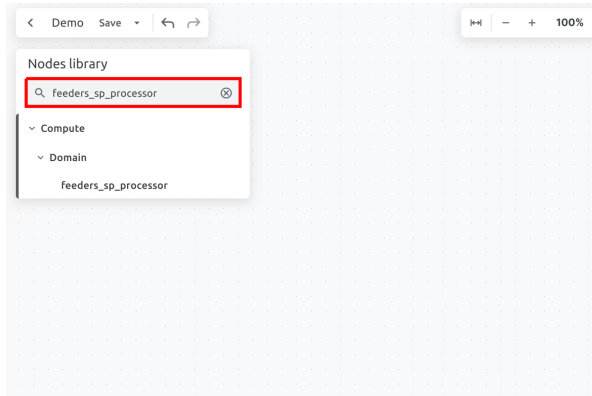 Demo Save 100%
Nodes library
feeders_sp_processor
Compute
Domain
feeders_sp_processor